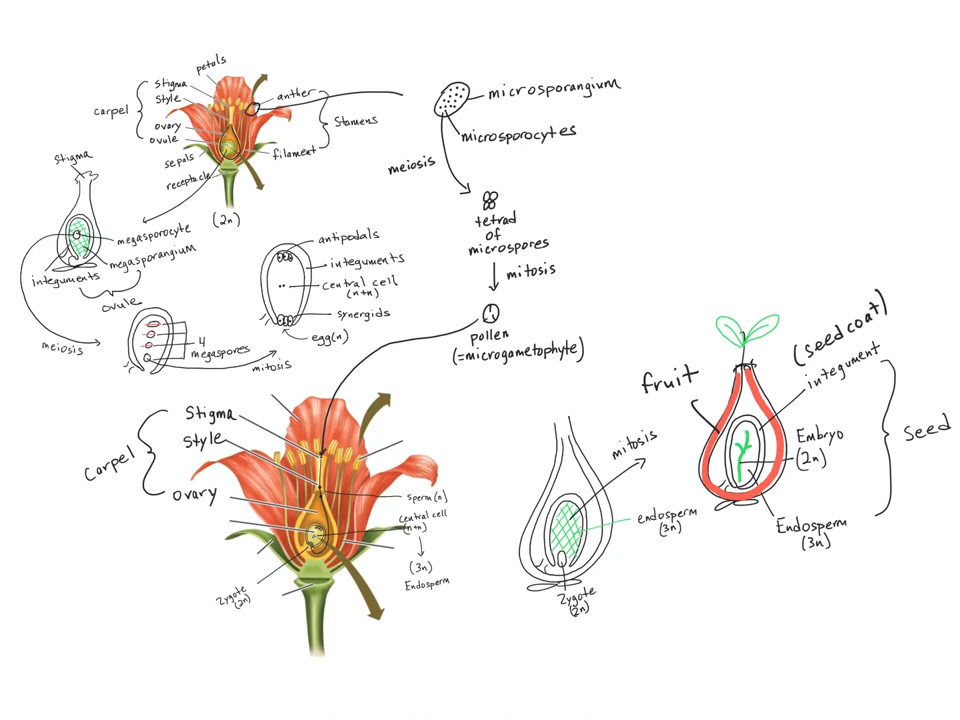 petals
Stigma
Style
carpel
ovary
ovule
sepals
receptacle
anther
Stamens
filament
(2n)
microsporangium
microsporocytes
meiosis
tetrad
of
microspores
mitosis
pollen
(=microgametophyte)
Stigma
megasporocyte
megasporangium
integuments
ovule
meiosis
4
megaspores
mitosis
antipodals
integuments
central cell
(n+n)
synergids
egg(n)
Carpel
Stigma
Style
Ovary
sperm(n)
central cell
(n+n)
(3n)
Endosperm
Zygote
(2n)
mitosis
endosperm
(3n)
Zygote
(2n)
fruit
(seed coat)
integument
Embryo
(2n)
Endosperm
(3n)
Seed